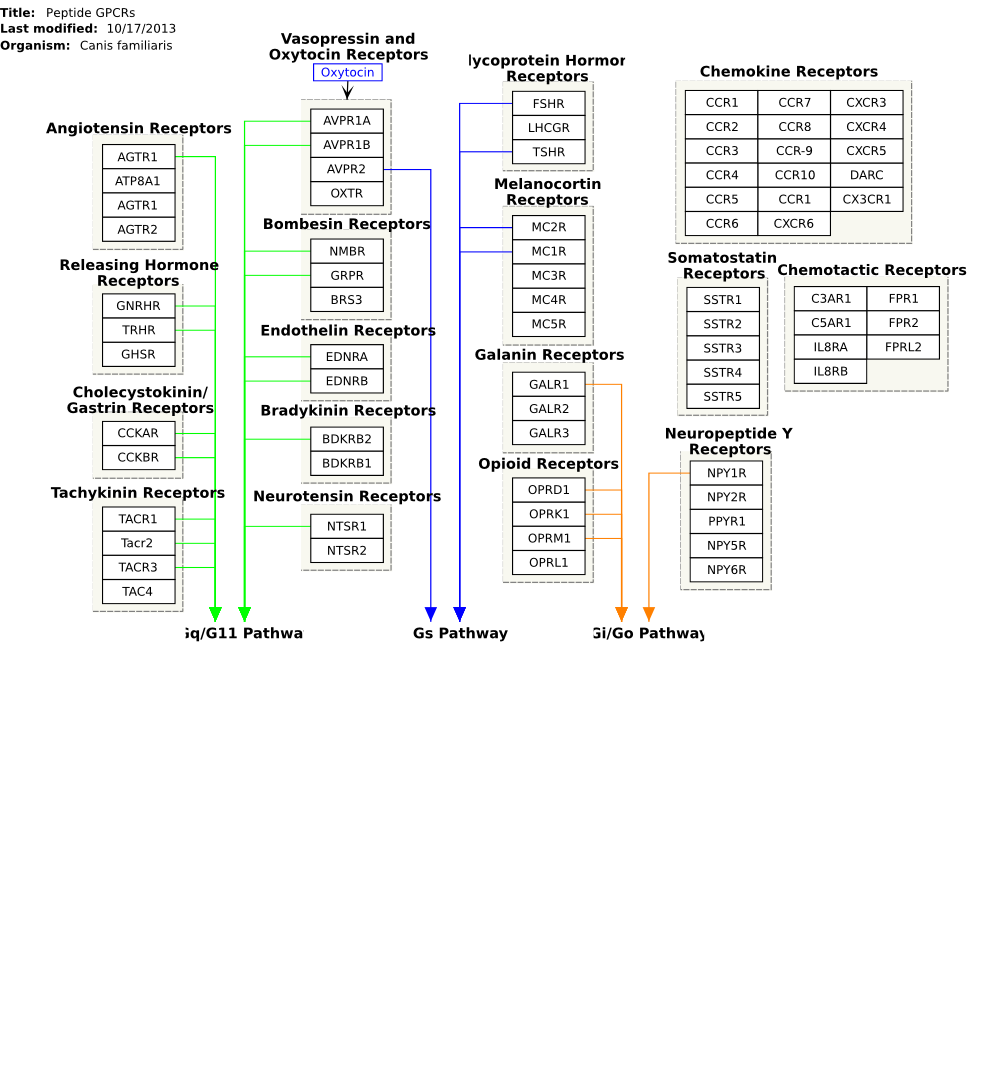 Title: Peptide GPCRs
Last modified: 10/17/2013
Organism: Canis familiaris
Vasopressin and
Oxytocin Receptors
Oxytocin
AVPR1A
AVPR1B
AVPR2
OXTR
Angiotensin Receptors
AGTR1
ATP8A1
AGTR1
AGTR2
Releasing Hormone
Receptors
GNRHR
TRHR
GHSR
Cholecystokinin/
Gastrin Receptors
CCKAR
CCKBR
Tachykinin Receptors
TACR1
Tacr2
TACR3
TAC4
Bombesin Receptors
NMBR
GRPR
BRS3
Endothelin Receptors
EDNRA
EDNRB
Bradykinin Receptors
BDKRB2
BDKRB1
Neurotensin Receptors
NTSR1
NTSR2
lycoprotein Hormor
Receptors
FSHR
LHCGR
TSHR
Melanocortin
Receptors
MC2R
MC1R
MC3R
MC4R
MC5R
Galanin Receptors
GALR1
GALR2
GALR3
Opioid Receptors
OPRD1
OPRK1
OPRM1
OPRL1
Chemokine Receptors
CCR1 CCR7 CXCR3
CCR2 CCR8 CXCR4
CCR3 CCR-9 CXCR5
CCR4 CCR10 DARC
CCR5 CCR1 CX3CR1
CCR6 CXCR6
Somatostatin
Receptors
SSTR1
SSTR2
SSTR3
SSTR4
SSTR5
Chemotactic Receptors
C3AR1 FPR1
C5AR1 FPR2
IL8RA FPRL2
IL8RB
Neuropeptide Y
Receptors
NPY1R
NPY2R
PPYR1
NPY5R
NPY6R
Gq/G11 Pathwa
Gs Pathway
Gi/Go Pathway